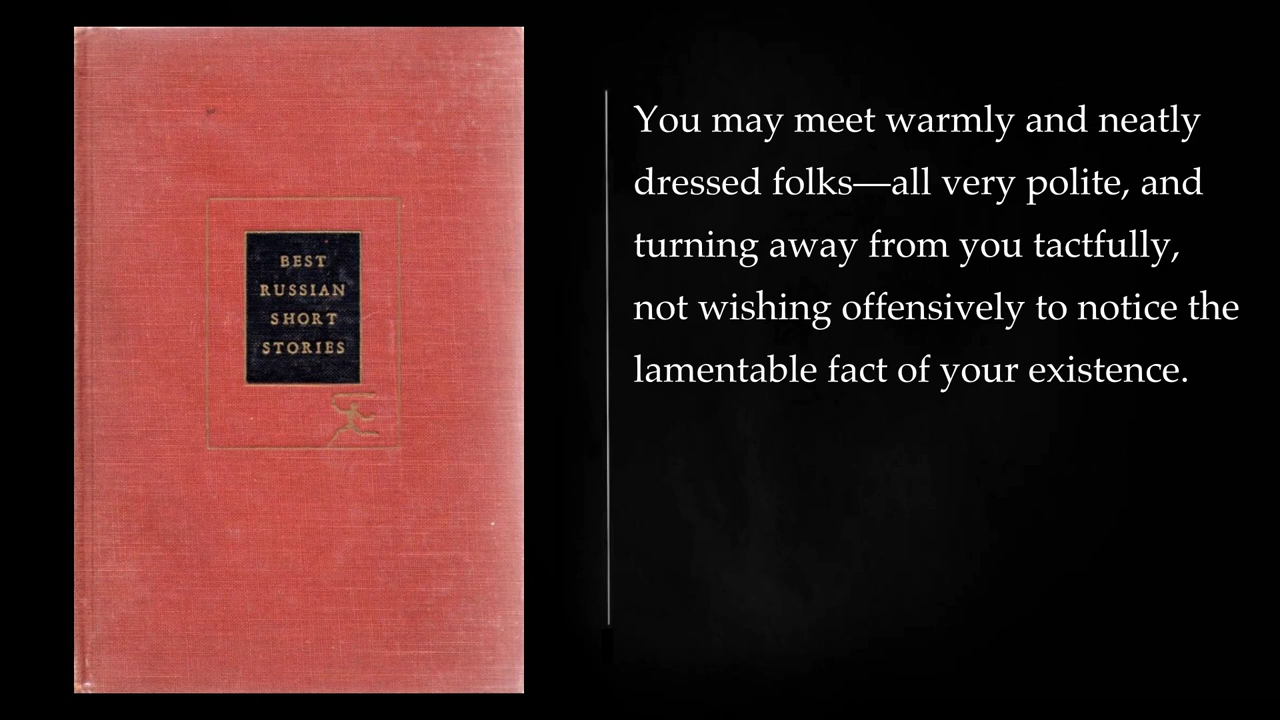 BEST
RUSSIAN
SHORT
STORIES
You may meet warmly and neatly
dressed folks—all very polite, and
turning away from you tactfully,
not wishing offensively to notice the
lamentable fact of your existence.